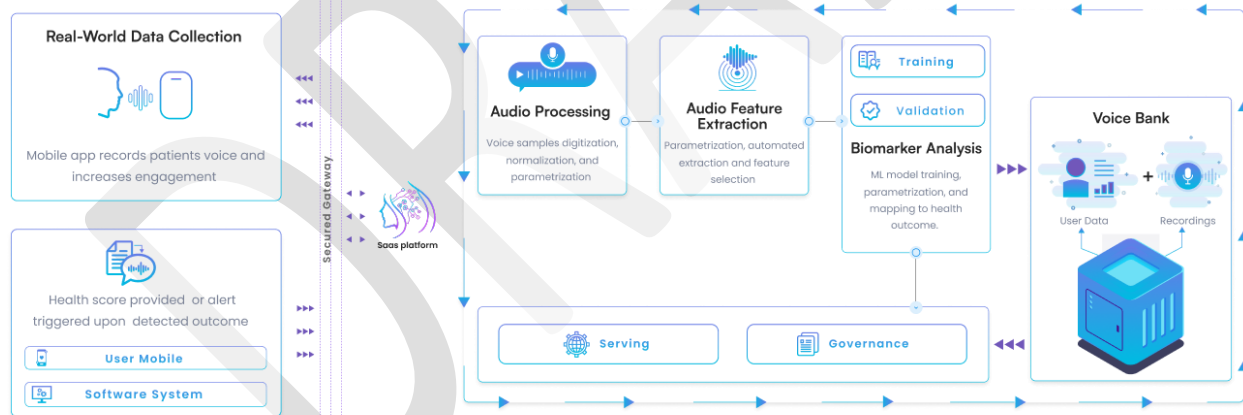 Real-World Data Collection
Mobile app records patients voice and
increases engagement
Health score provided or alert
triggered upon detected outcome
User Mobile
Software System
Secured Gateway
Saas platform
Audio Processing
Voice samples digitization,
normalization, and
parametrization
Audio Feature
Extraction
Parametrization, automated
extraction and feature
selection
Training
Validation
Biomarker Analysis
ML model training,
parametrization, and
mapping to health
outcome.
Voice Bank
+
User Data
Recordings
Serving
Governance